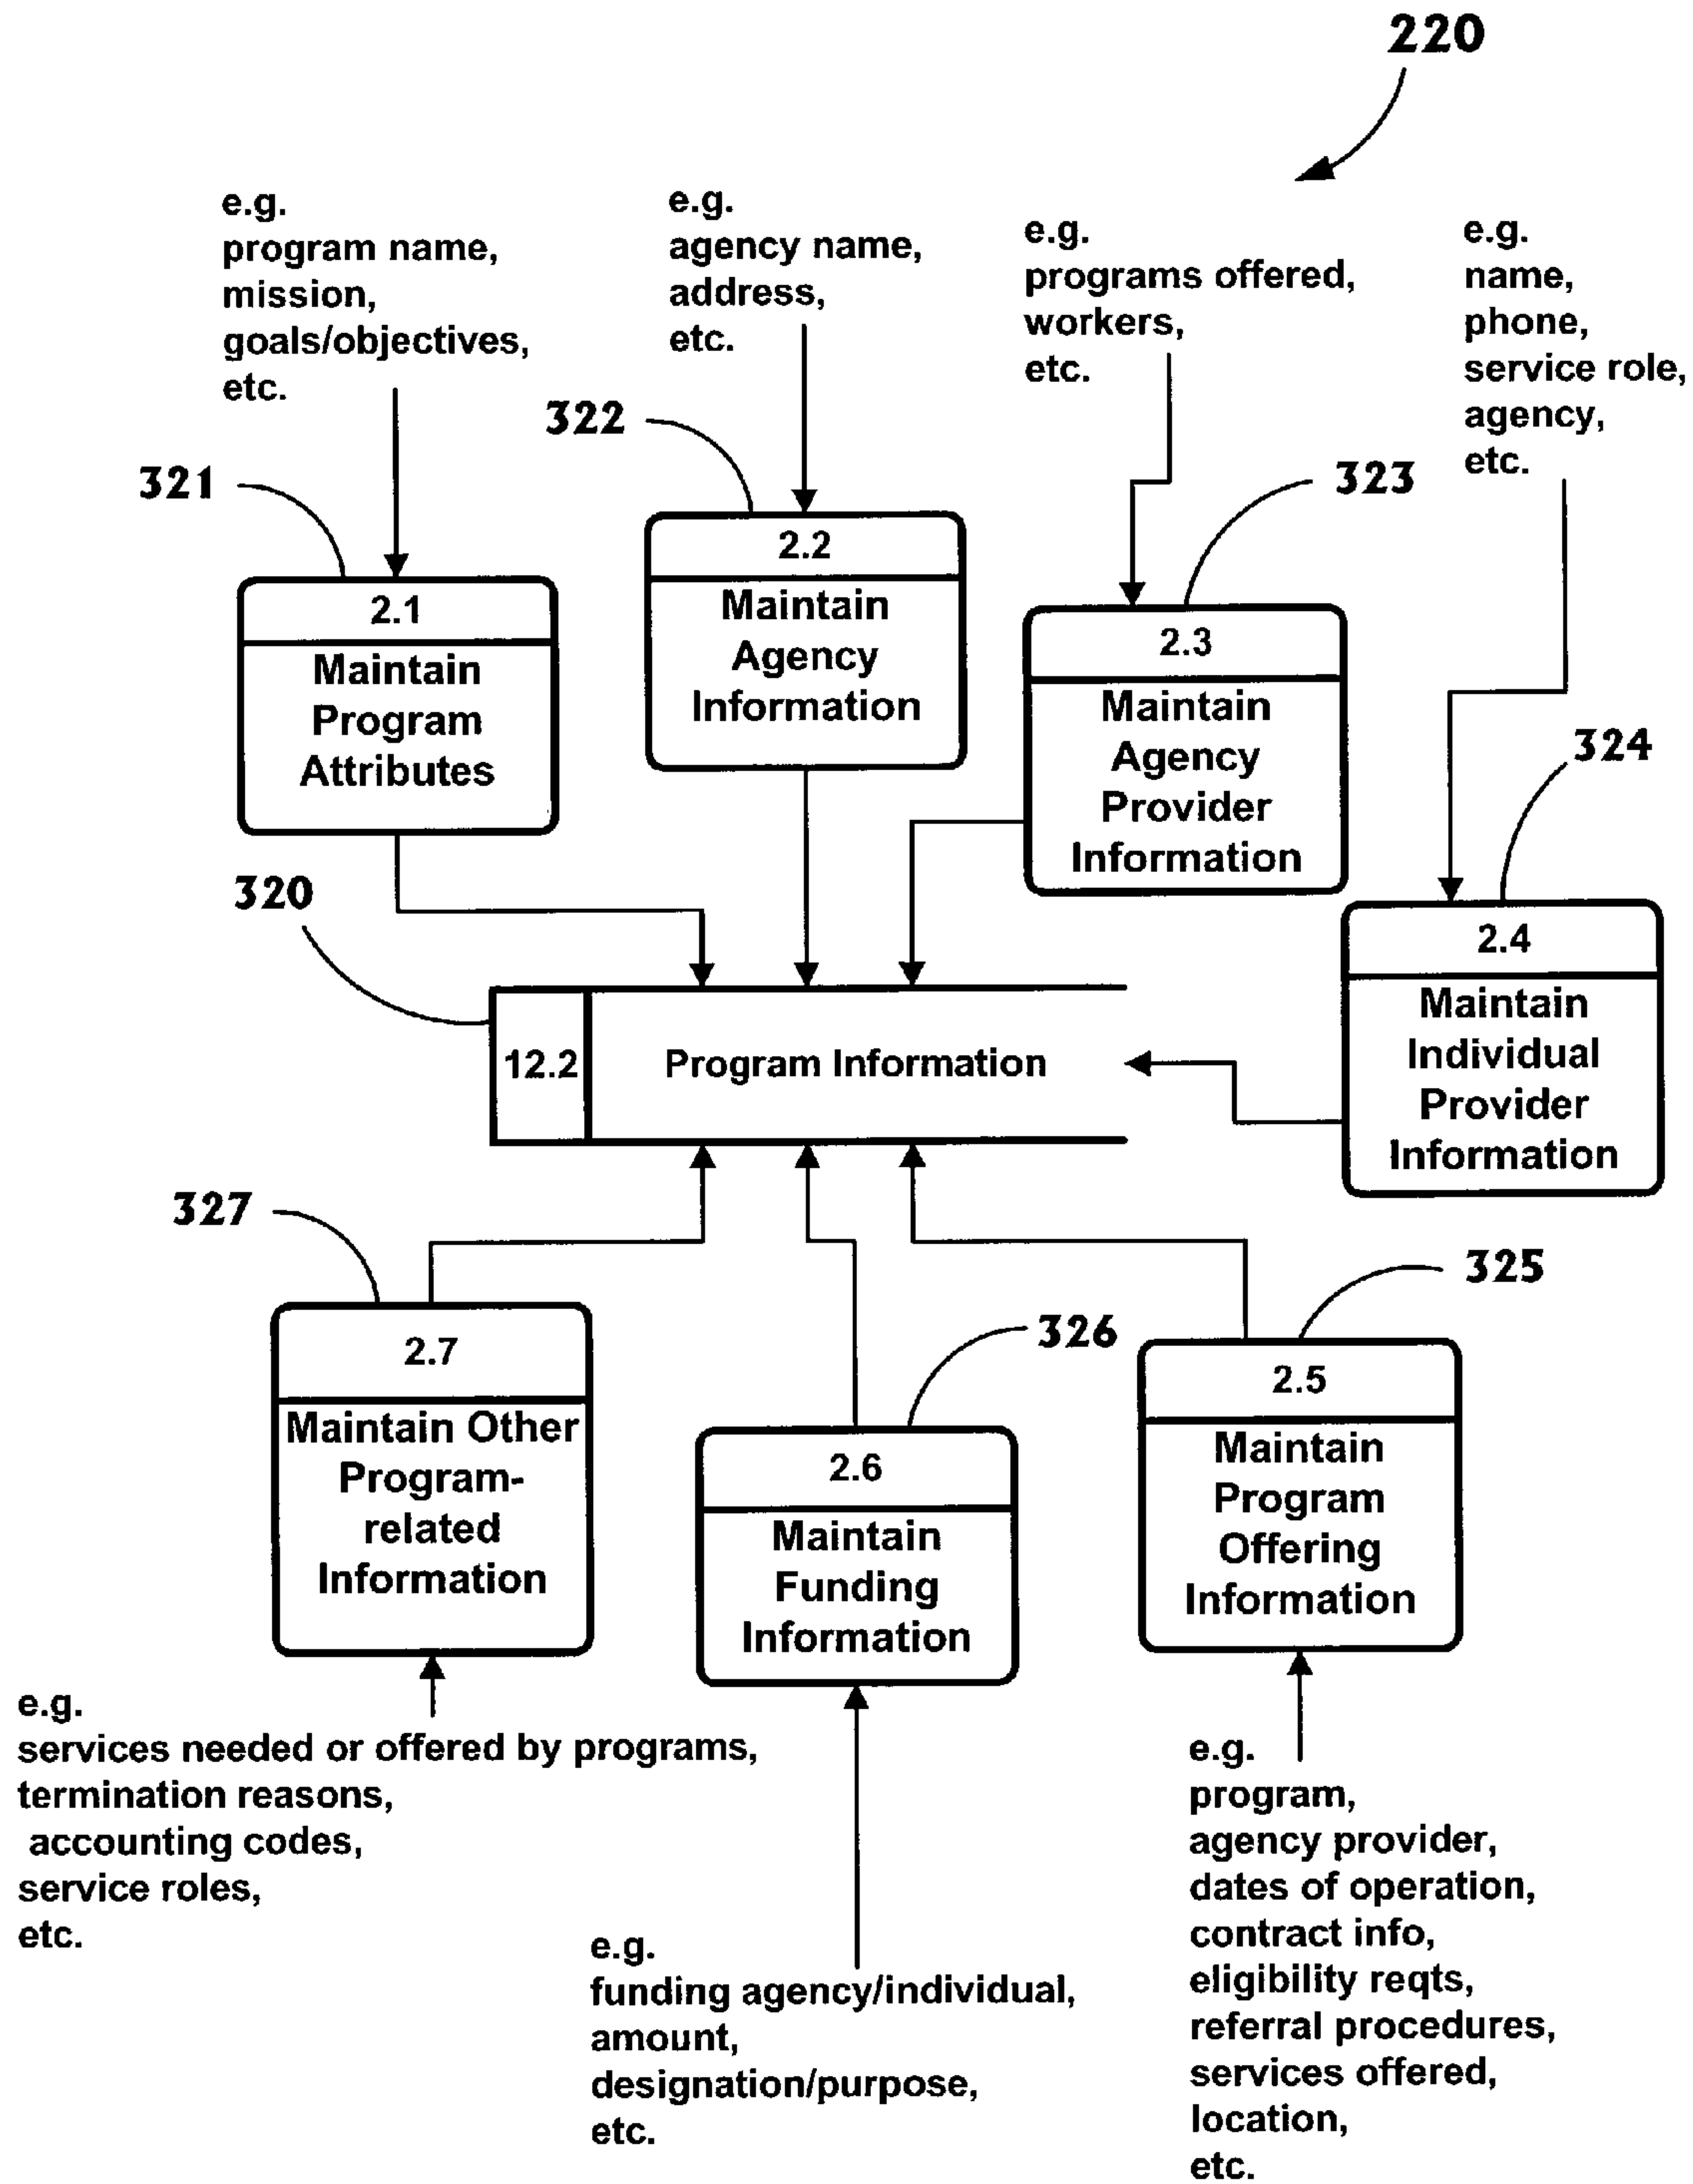 220
e.g.
program name,
mission,
goals/objectives,
etc.
e.g.
agency name,
address,
etc.
e.g.
programs offered,
workers,
etc.
e.g.
name,
phone,
service role,
agency,
etc.
321
322
323
324
2.1
Maintain
Program
Attributes
2.2
Maintain
Agency
Information
2.3
Maintain
Agency
Provider
Information
2.4
Maintain
Individual
Provider
Information
320
12.2
Program Information
327
326
325
2.7
Maintain Other
Program-
related
Information
2.6
Maintain
Funding
Information
2.5
Maintain
Program
Offering
Information
e.g.
services needed or offered by programs,
termination reasons,
accounting codes,
service roles,
etc.
e.g.
funding agency/individual,
amount,
designation/purpose,
etc.
e.g.
program,
agency provider,
dates of operation,
contract info,
eligibility reqts,
referral procedures,
services offered,
location,
etc.